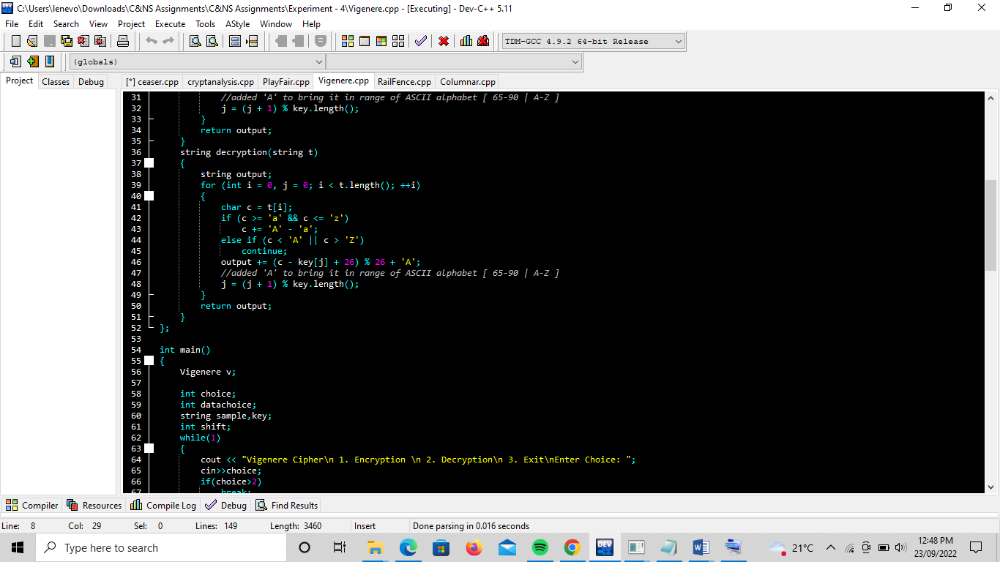 C:\Users\lenevo\Downloads\C&NS Assignments\C&NS Assignments\Experiment - 4\Vigenere.cpp - [Executing] - Dev-C++ 5.11
File Edit Search View Project Execute Tools AStyle Window Help
TDM-GCC 4.9.2 64-bit Release
(globals)
Project Classes Debug [*] ceaser.cpp cryptanalysis.cpp PlayFair.cpp Vigenere.cpp RailFence.cpp Columnar.cpp
31 //added 'A' to bring it in range of ASCII alphabet [ 65-90 | A-Z ]
32 j = (j + 1) % key.length();
33 }
34 return output;
35 }
36 string decryption(string t)
37 {
38 string output;
39 for (int i = 0, j = 0; i < t.length(); ++i)
40 {
41 char c = t[i];
42 if (c >= 'a' && c <= 'z')
43 c += 'A' - 'a';
44 else if (c < 'A' || c > 'Z')
45 continue;
46 output += (c - key[j] + 26) % 26 + 'A';
47 //added 'A' to bring it in range of ASCII alphabet [ 65-90 | A-Z ]
48 j = (j + 1) % key.length();
49 }
50 return output;
51 }
52 };
53
54 int main()
55 {
56 Vigenere v;
57
58 int choice;
59 int datachoice;
60 string sample,key;
61 int shift;
62 while(1)
63 {
64 cout << "Vigenere Cipher\n 1. Encryption \n 2. Decryption\n 3. Exit\nEnter Choice: ";
65 cin>>choice;
66 if(choice>2)
67 break;
Compiler Resources Compile Log Debug Find Results
Line: 8 Col: 29 Sel: 0 Lines: 149 Length: 3460 Insert Done parsing in 0.016 seconds
Type here to search
DEV
21°C
12:48 PM
23/09/2022